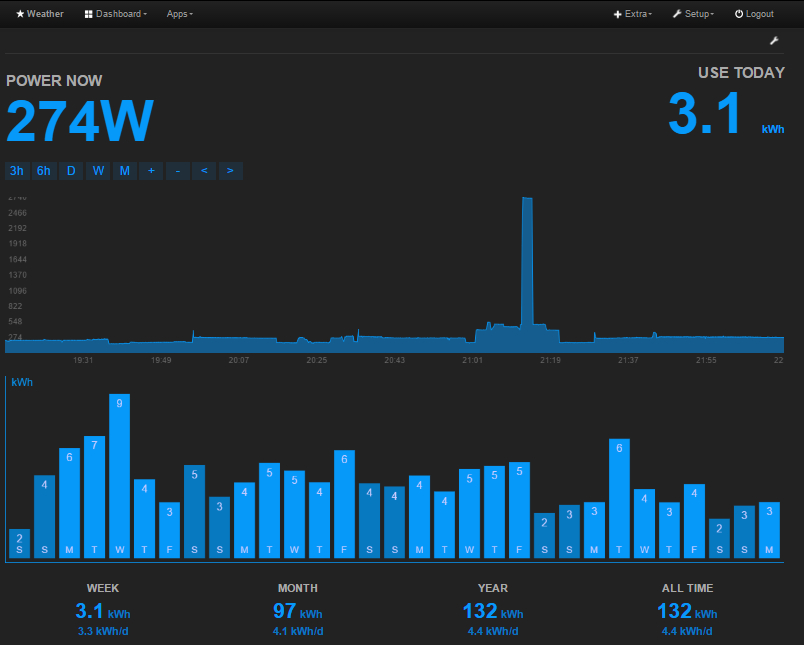 Weather Dashboard Apps Extra Setup Logout
POWER NOW USE TODAY
274W 3.1 kWh
3h 6h D W M + - < >
2740
2466
2192
1918
1644
1370
1096
822
548
274
19:31 19:49 20:07 20:25 20:43 21:01 21:19 21:37 21:55 22
kWh
2 4 6 7 9 4 3 5 3 4 5 5 4 6 4 4 4 4 5 5 5 2 3 3 6 4 3 4 2 3 3
S S M T W T F S S M T W T F S S M T W T F S S M T W T F S S M
WEEK MONTH YEAR ALL TIME
3.1 kWh 97 kWh 132 kWh 132 kWh
3.3 kWh/d 4.1 kWh/d 4.4 kWh/d 4.4 kWh/d